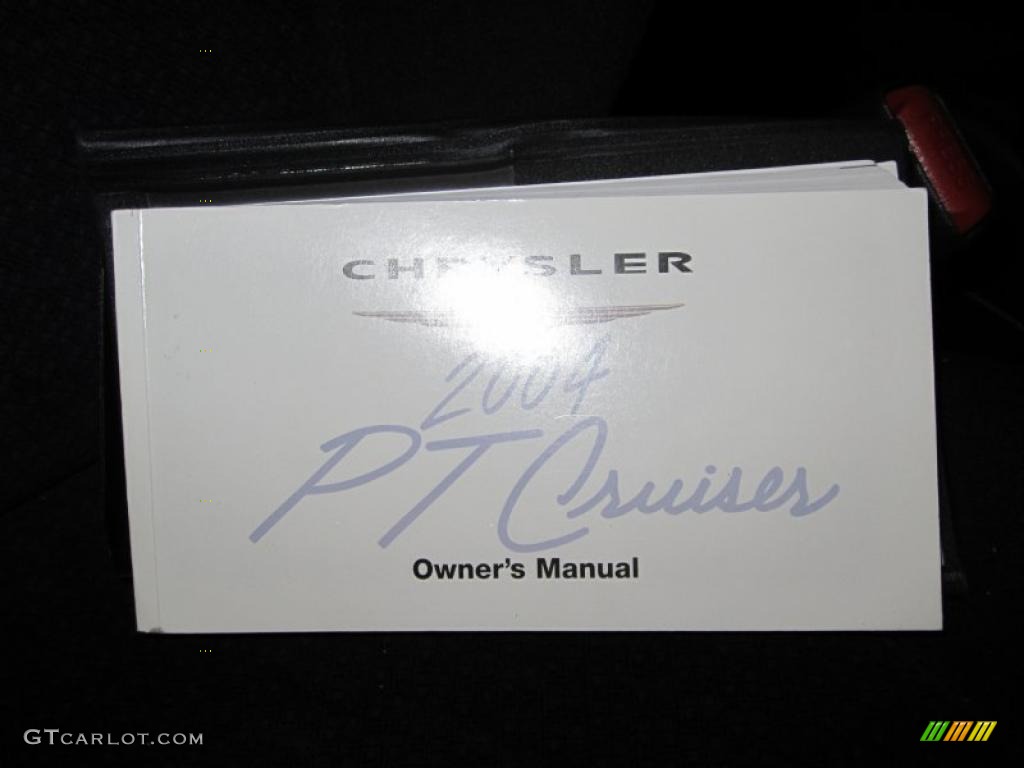 CHRYSLER
2004
PT Cruiser
Owner's Manual
GTCARLOT.COM